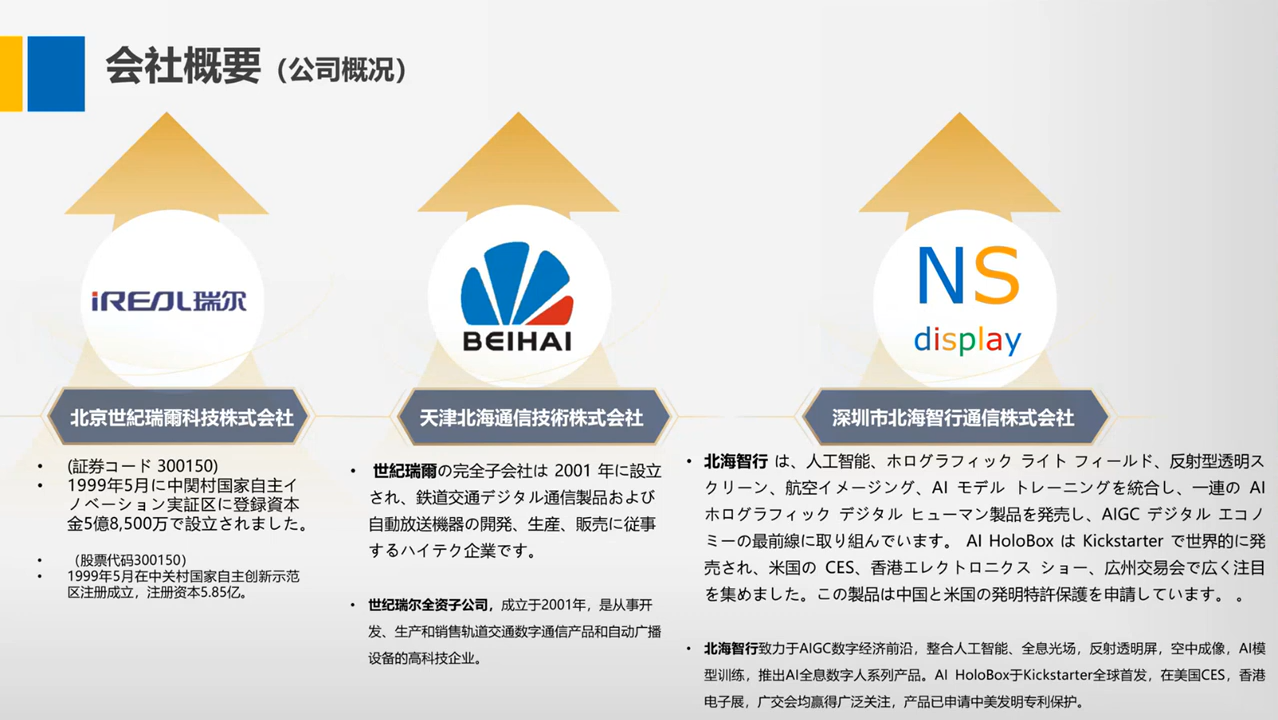 会社概要（公司概况）
iREAL瑞尔
北京世紀瑞爾科技株式会社
• (証券コード 300150)
• 1999年5月に中関村国家自主イ
ノベーション実証区に登録資本
金5億8,500万で設立されました。
• （股票代码300150)
• 1999年5月在中关村国家自主创新示范
区注册成立，注册资本5.85亿。
BEIHAI
天津北海通信技術株式会社
• 世紀瑞爾の完全子会社は 2001 年に設立
され、鉄道交通デジタル通信製品および
自動放送機器の開発、生産、販売に従事
するハイテク企業です。
• 世纪瑞尔全资子公司，成立于2001年，是从事开
发、生产和销售轨道交通数字通信产品和自动广播
设备的高科技企业。
NS
display
深圳市北海智行通信株式会社
• 北海智行 は、人工智能、ホログラフィック ライト フィールド、反射型透明ス
クリーン、航空イメージング、AI モデル トレーニングを統合し、一連の AI
ホログラフィック デジタル ヒューマン製品を発売し、AIGC デジタル エコノ
ミーの最前線に取り組んでいます。 AI HoloBox は Kickstarter で世界的に発
売され、米国の CES、香港エレクトロニクス ショー、広州交易会で広く注目
を集めました。この製品は中国と米国の発明特許保護を申請しています。 。
• 北海智行致力于AIGC数字经济前沿，整合人工智能、全息光场，反射透明屏，空中成像，AI模
型训练，推出AI全息数字人系列产品。AI HoloBox于Kickstarter全球首发，在美国CES，香港
电子展，广交会均赢得广泛关注，产品已申请中美发明专利保护。